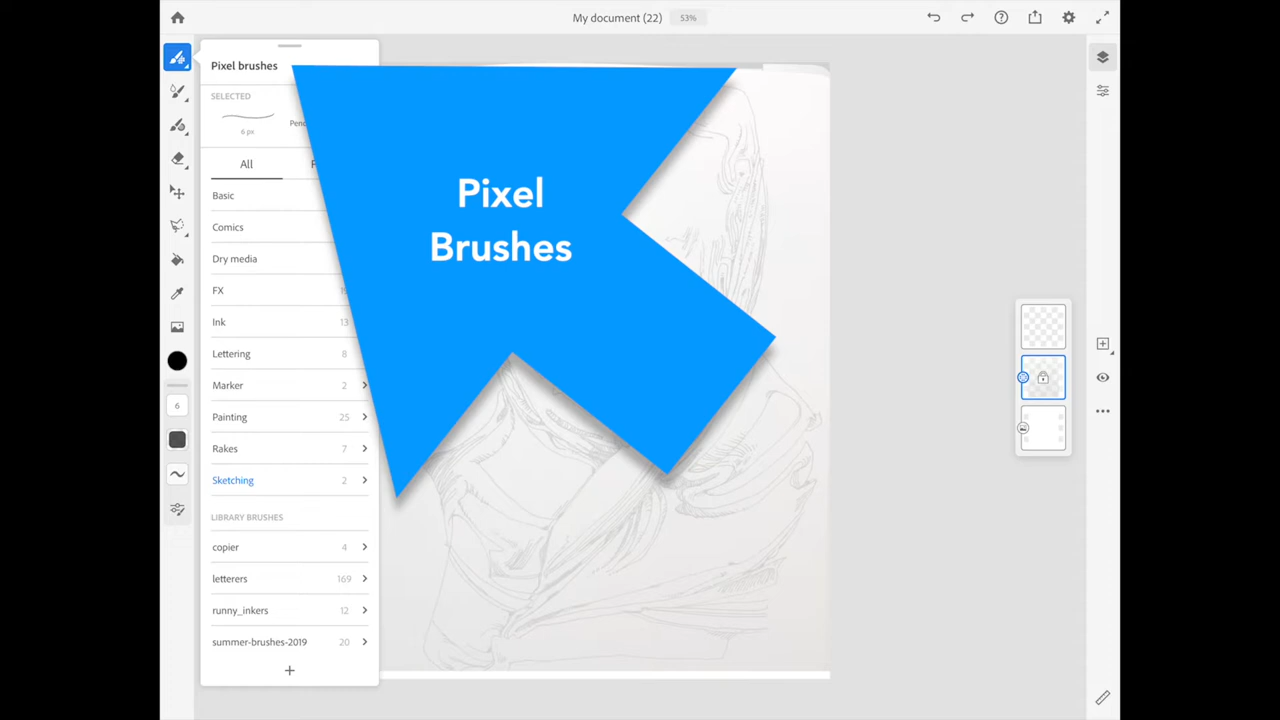 My document (22)
53%
Pixel brushes
SELECTED
6 px
All
Pixel
Brushes
Basic
Comics
Dry media
FX
Ink 13
Lettering 8
Marker 2
Painting 25
Rakes 7
Sketching 2
LIBRARY BRUSHES
copier 4
letterers 169
runny_inkers 12
summer-brushes-2019 20
6